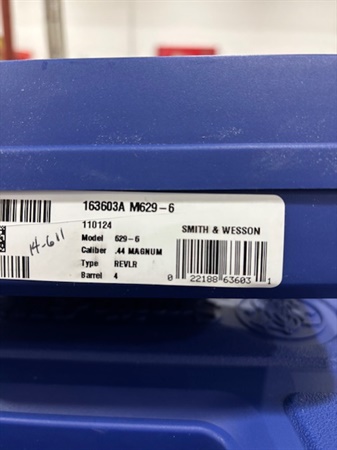 163603A M629-6
110124
Model 629-6
Caliber .44 MAGNUM
Type REVLR
Barrel 4
14-611
SMITH & WESSON
0 22188 63603 1